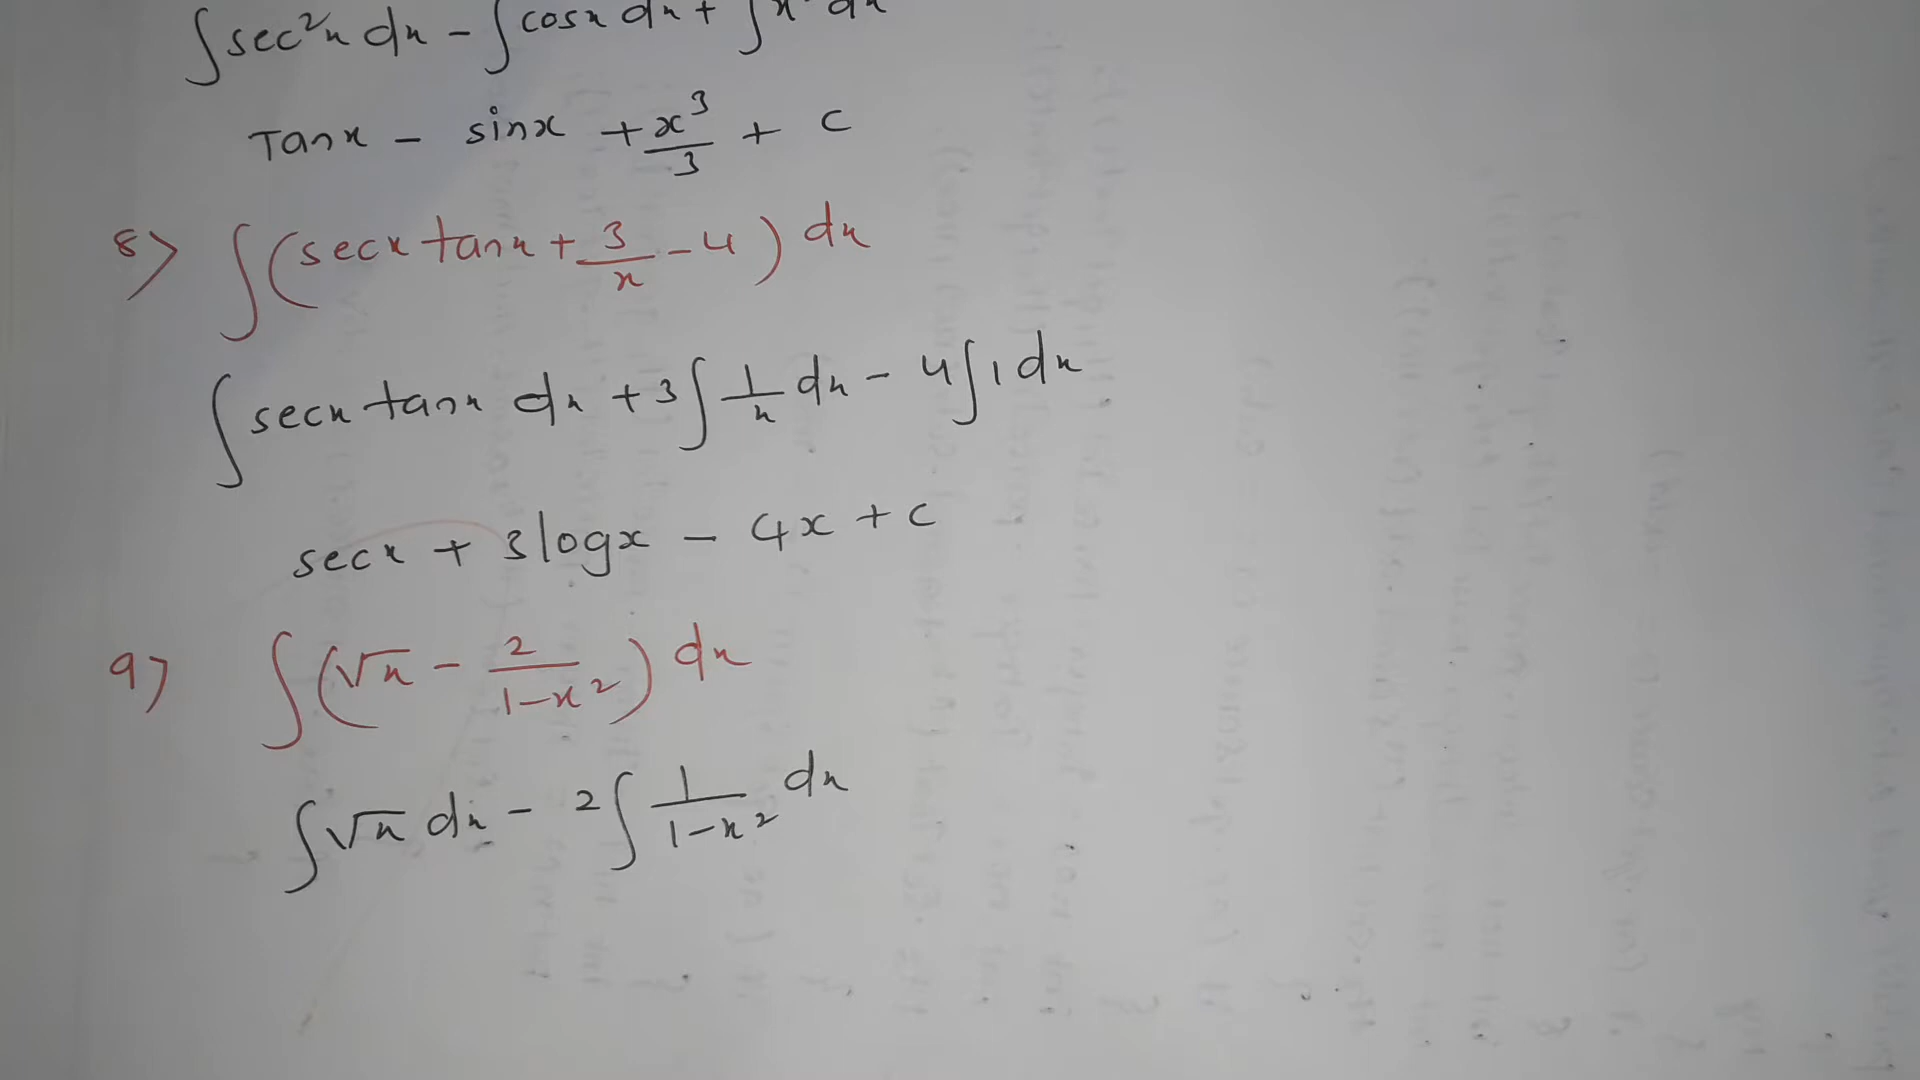 ∫sec²x dx - ∫cosx dx + ∫x² dx
Tanx - sinx + x³/3 + c
8) ∫(secx tanx + 3/x - 4) dx
∫secx tanx dx + 3∫1/x dx - 4∫1 dx
secx + 3logx - 4x + c
9) ∫(√x - 2/1-x²) dx
∫√x dx - 2∫1/1-x² dx